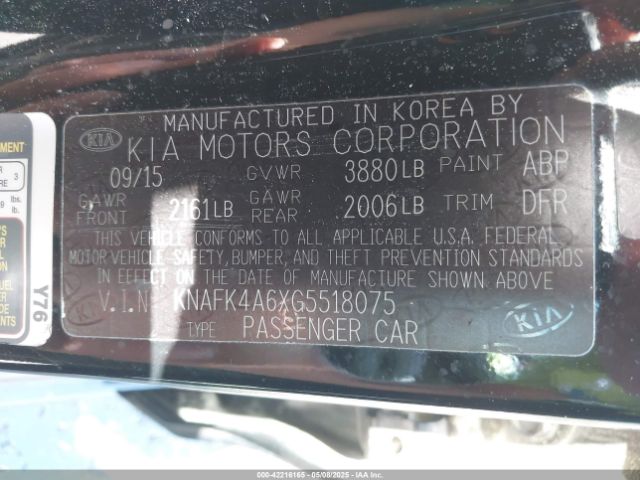 MANUFACTURED IN KOREA BY
KIA KIA MOTORS CORPORATION
09/15 GVWR 3880LB PAINT ABP
GAWR FRONT 2161LB GAWR REAR 2006LB TRIM DFR
THIS VEHICLE CONFORMS TO ALL APPLICABLE U.S.A. FEDERAL
MOTOR VEHICLE-SAFETY, BUMPER, AND THEFT PREVENTION STANDARDS
IN EFFECT ON THE DATE OF MANUFACTURE SHOWN ABOVE
V.I.N KNAFK4A6XG5518075
TYPE PASSENGER CAR
KIA
Y76
000-42216165 05/08/2025 IAA Inc.